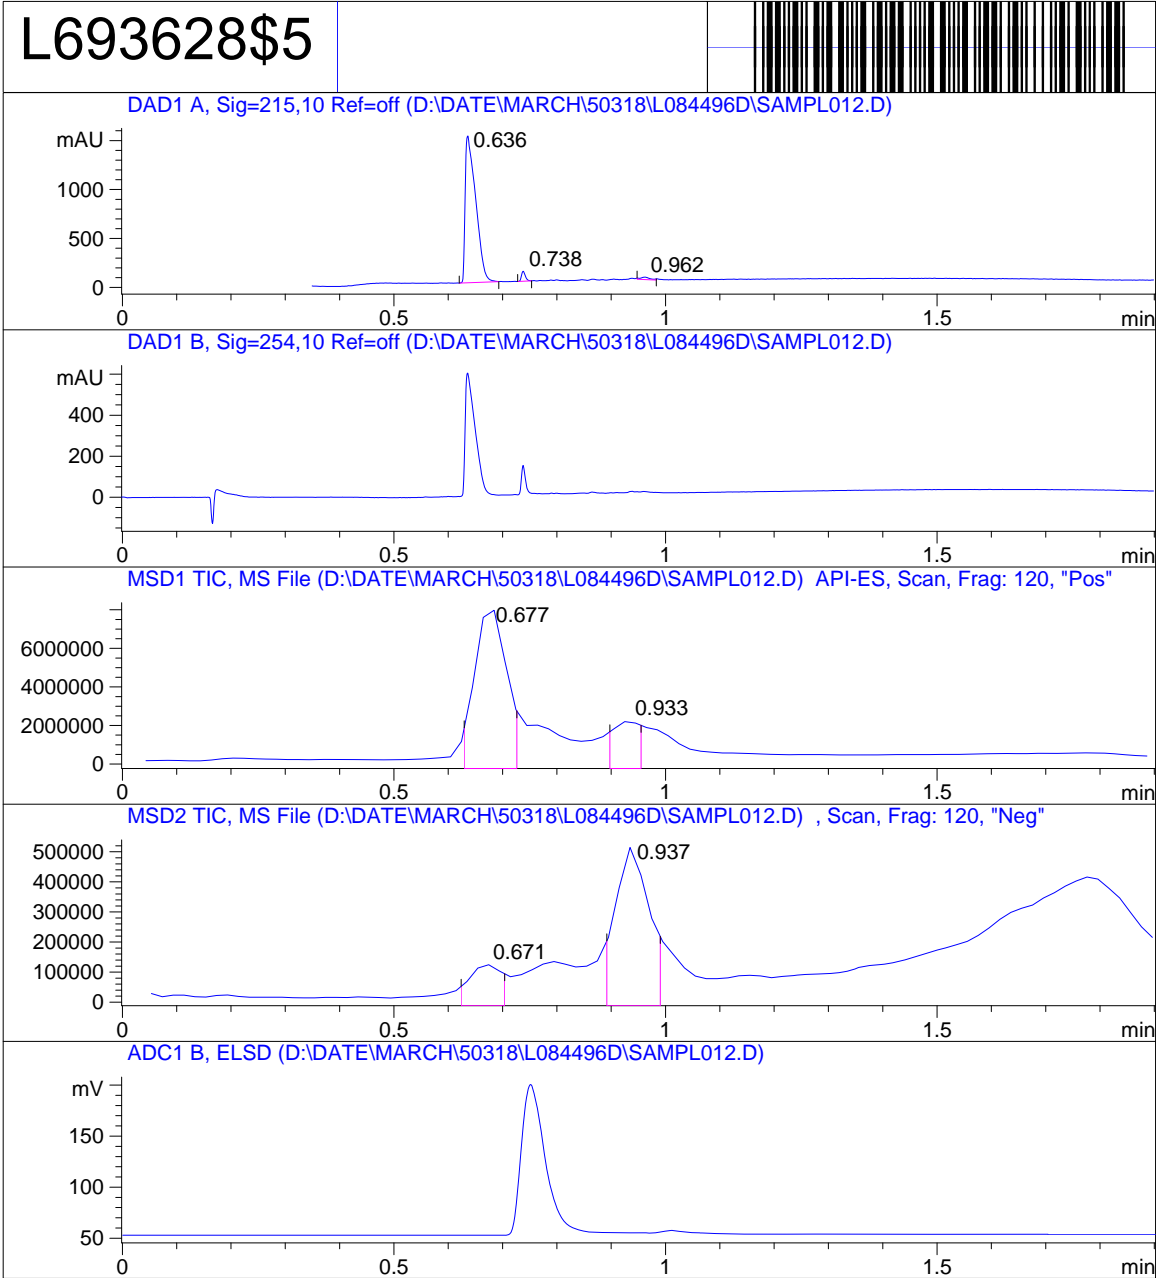 L693628$5
DAD1 A, Sig=215,10 Ref=off (D:\DATE\MARCH\50318\L084496D\SAMPL012.D)
mAU
1000
500
0
0.636
0.738
0.962
0 0.5 1 1.5 min
DAD1 B, Sig=254,10 Ref=off (D:\DATE\MARCH\50318\L084496D\SAMPL012.D)
mAU
400
200
0
0 0.5 1 1.5 min
MSD1 TIC, MS File (D:\DATE\MARCH\50318\L084496D\SAMPL012.D) API-ES, Scan, Frag: 120, "Pos"
6000000
4000000
2000000
0
0.677
0.933
0 0.5 1 1.5 min
MSD2 TIC, MS File (D:\DATE\MARCH\50318\L084496D\SAMPL012.D) , Scan, Frag: 120, "Neg"
500000
400000
300000
200000
100000
0
0.671
0.937
0 0.5 1 1.5 min
ADC1 B, ELSD (D:\DATE\MARCH\50318\L084496D\SAMPL012.D)
mV
150
100
50
0 0.5 1 1.5 min